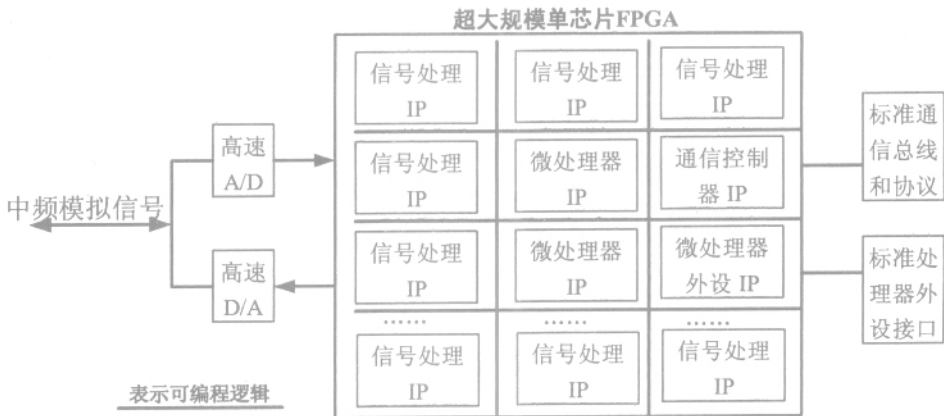 超大规模单芯片FPGA
信号处理
IP
信号处理
IP
信号处理
IP
信号处理
IP
微处理器
IP
通信控制
器 IP
信号处理
IP
微处理器
IP
微处理器
外设 IP
……
信号处理
IP
……
信号处理
IP
……
信号处理
IP
中频模拟信号
高速
A/D
高速
D/A
标准通
信总线
和协议
标准处
理器外
设接口
表示可编程逻辑